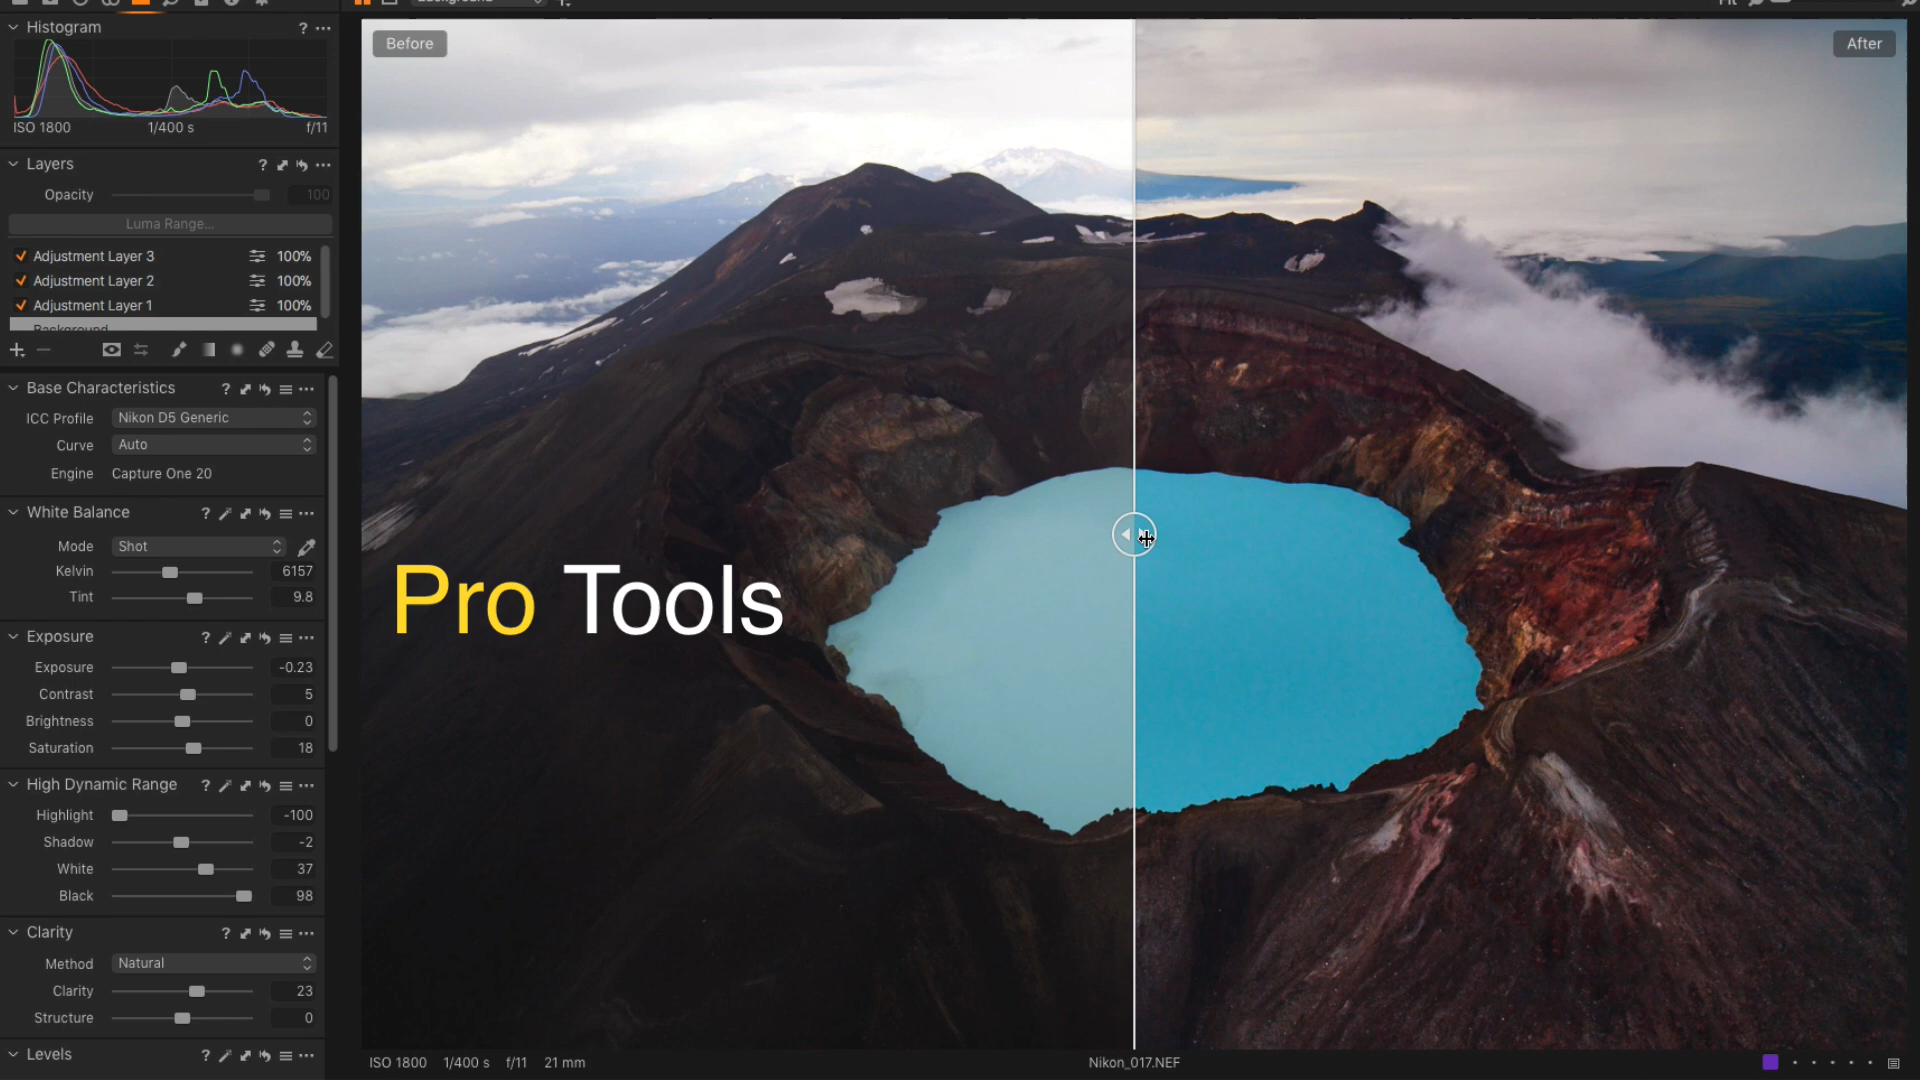 Histogram
ISO 1800 1/400 s f/11
Layers
Opacity 100
Luma Range...
Adjustment Layer 3 100%
Adjustment Layer 2 100%
Adjustment Layer 1 100%
Background
Base Characteristics
ICC Profile Nikon D5 Generic
Curve Auto
Engine Capture One 20
White Balance
Mode Shot
Kelvin 6157
Tint 9.8
Exposure
Exposure -0.23
Contrast 5
Brightness 0
Saturation 18
High Dynamic Range
Highlight -100
Shadow -2
White 37
Black 98
Clarity
Method Natural
Clarity 23
Structure 0
Levels
Background
Fit
Before
After
Pro Tools
ISO 1800 1/400 s f/11 21 mm
Nikon_017.NEF